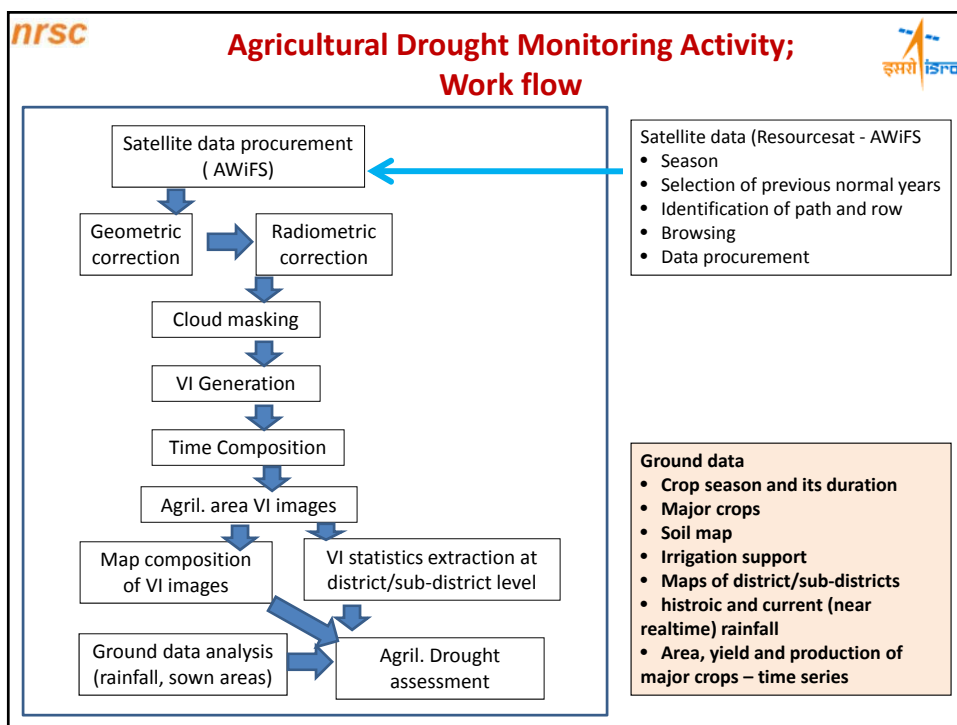 nrsc
Agricultural Drought Monitoring Activity;
Work flow
इसरो isro
Satellite data procurement
( AWiFS)
Geometric
correction
Radiometric
correction
Cloud masking
VI Generation
Time Composition
Agril. area VI images
Map composition
of VI images
VI statistics extraction at
district/sub-district level
Ground data analysis
(rainfall, sown areas)
Agril. Drought
assessment
Satellite data (Resourcesat - AWiFS
• Season
• Selection of previous normal years
• Identification of path and row
• Browsing
• Data procurement
Ground data
• Crop season and its duration
• Major crops
• Soil map
• Irrigation support
• Maps of district/sub-districts
• histroic and current (near
realtime) rainfall
• Area, yield and production of
major crops – time series